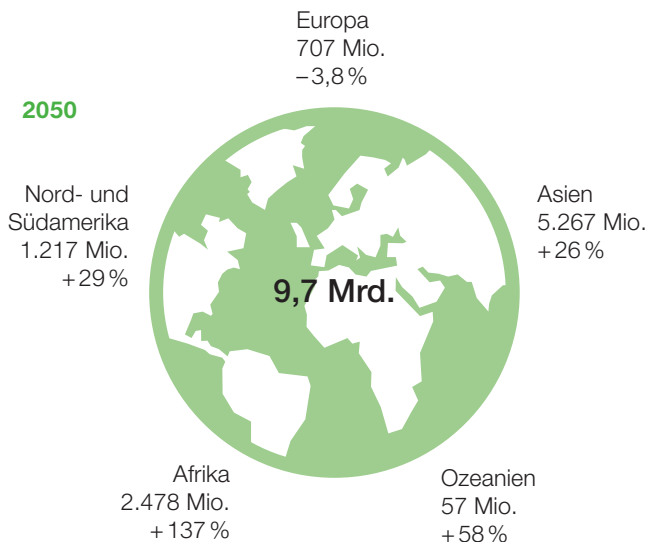 Europa
707 Mio.
–3,8 %
2050
Nord- und
Südamerika
1.217 Mio.
+29 %
Asien
5.267 Mio.
+26 %
9,7 Mrd.
Afrika
2.478 Mio.
+137 %
Ozeanien
57 Mio.
+58 %